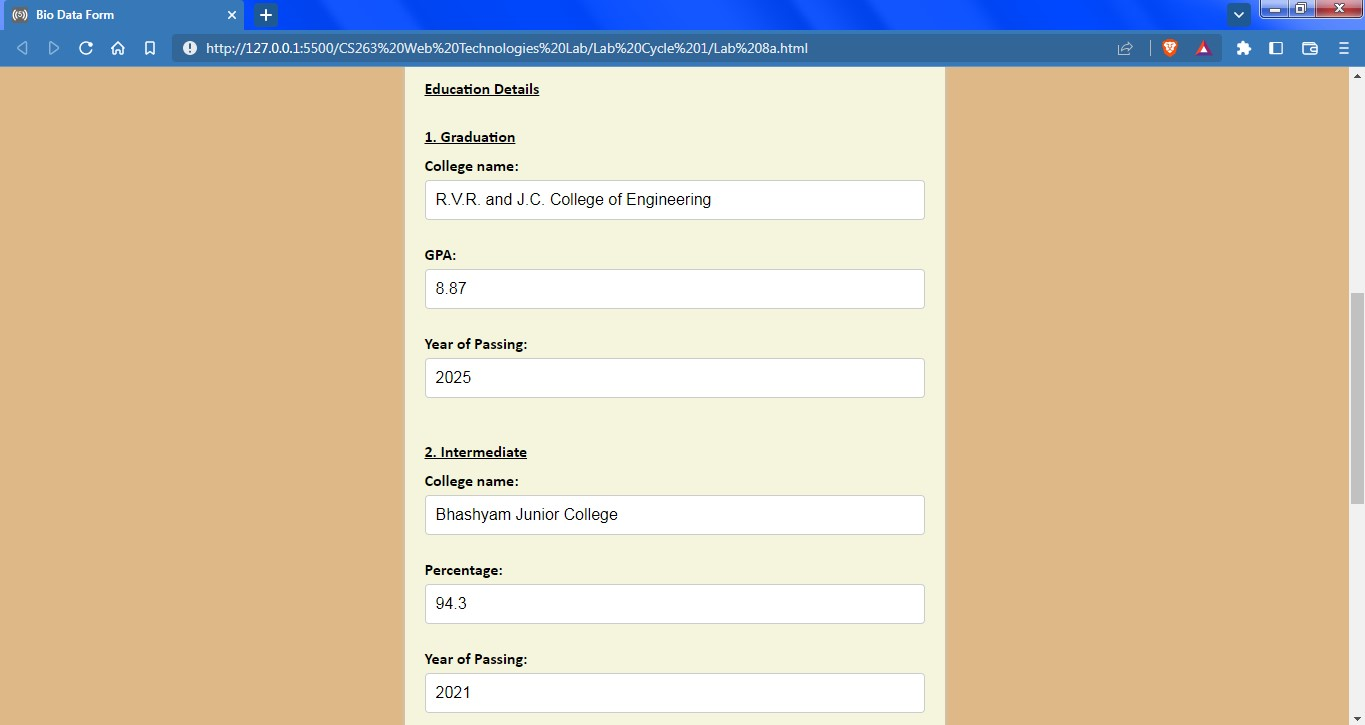 Bio Data Form
http://127.0.0.1:5500/CS263%20Web%20Technologies%20Lab/Lab%20Cycle%201/Lab%208a.html
Education Details
1. Graduation
College name:
R.V.R. and J.C. College of Engineering
GPA:
8.87
Year of Passing:
2025
2. Intermediate
College name:
Bhashyam Junior College
Percentage:
94.3
Year of Passing:
2021